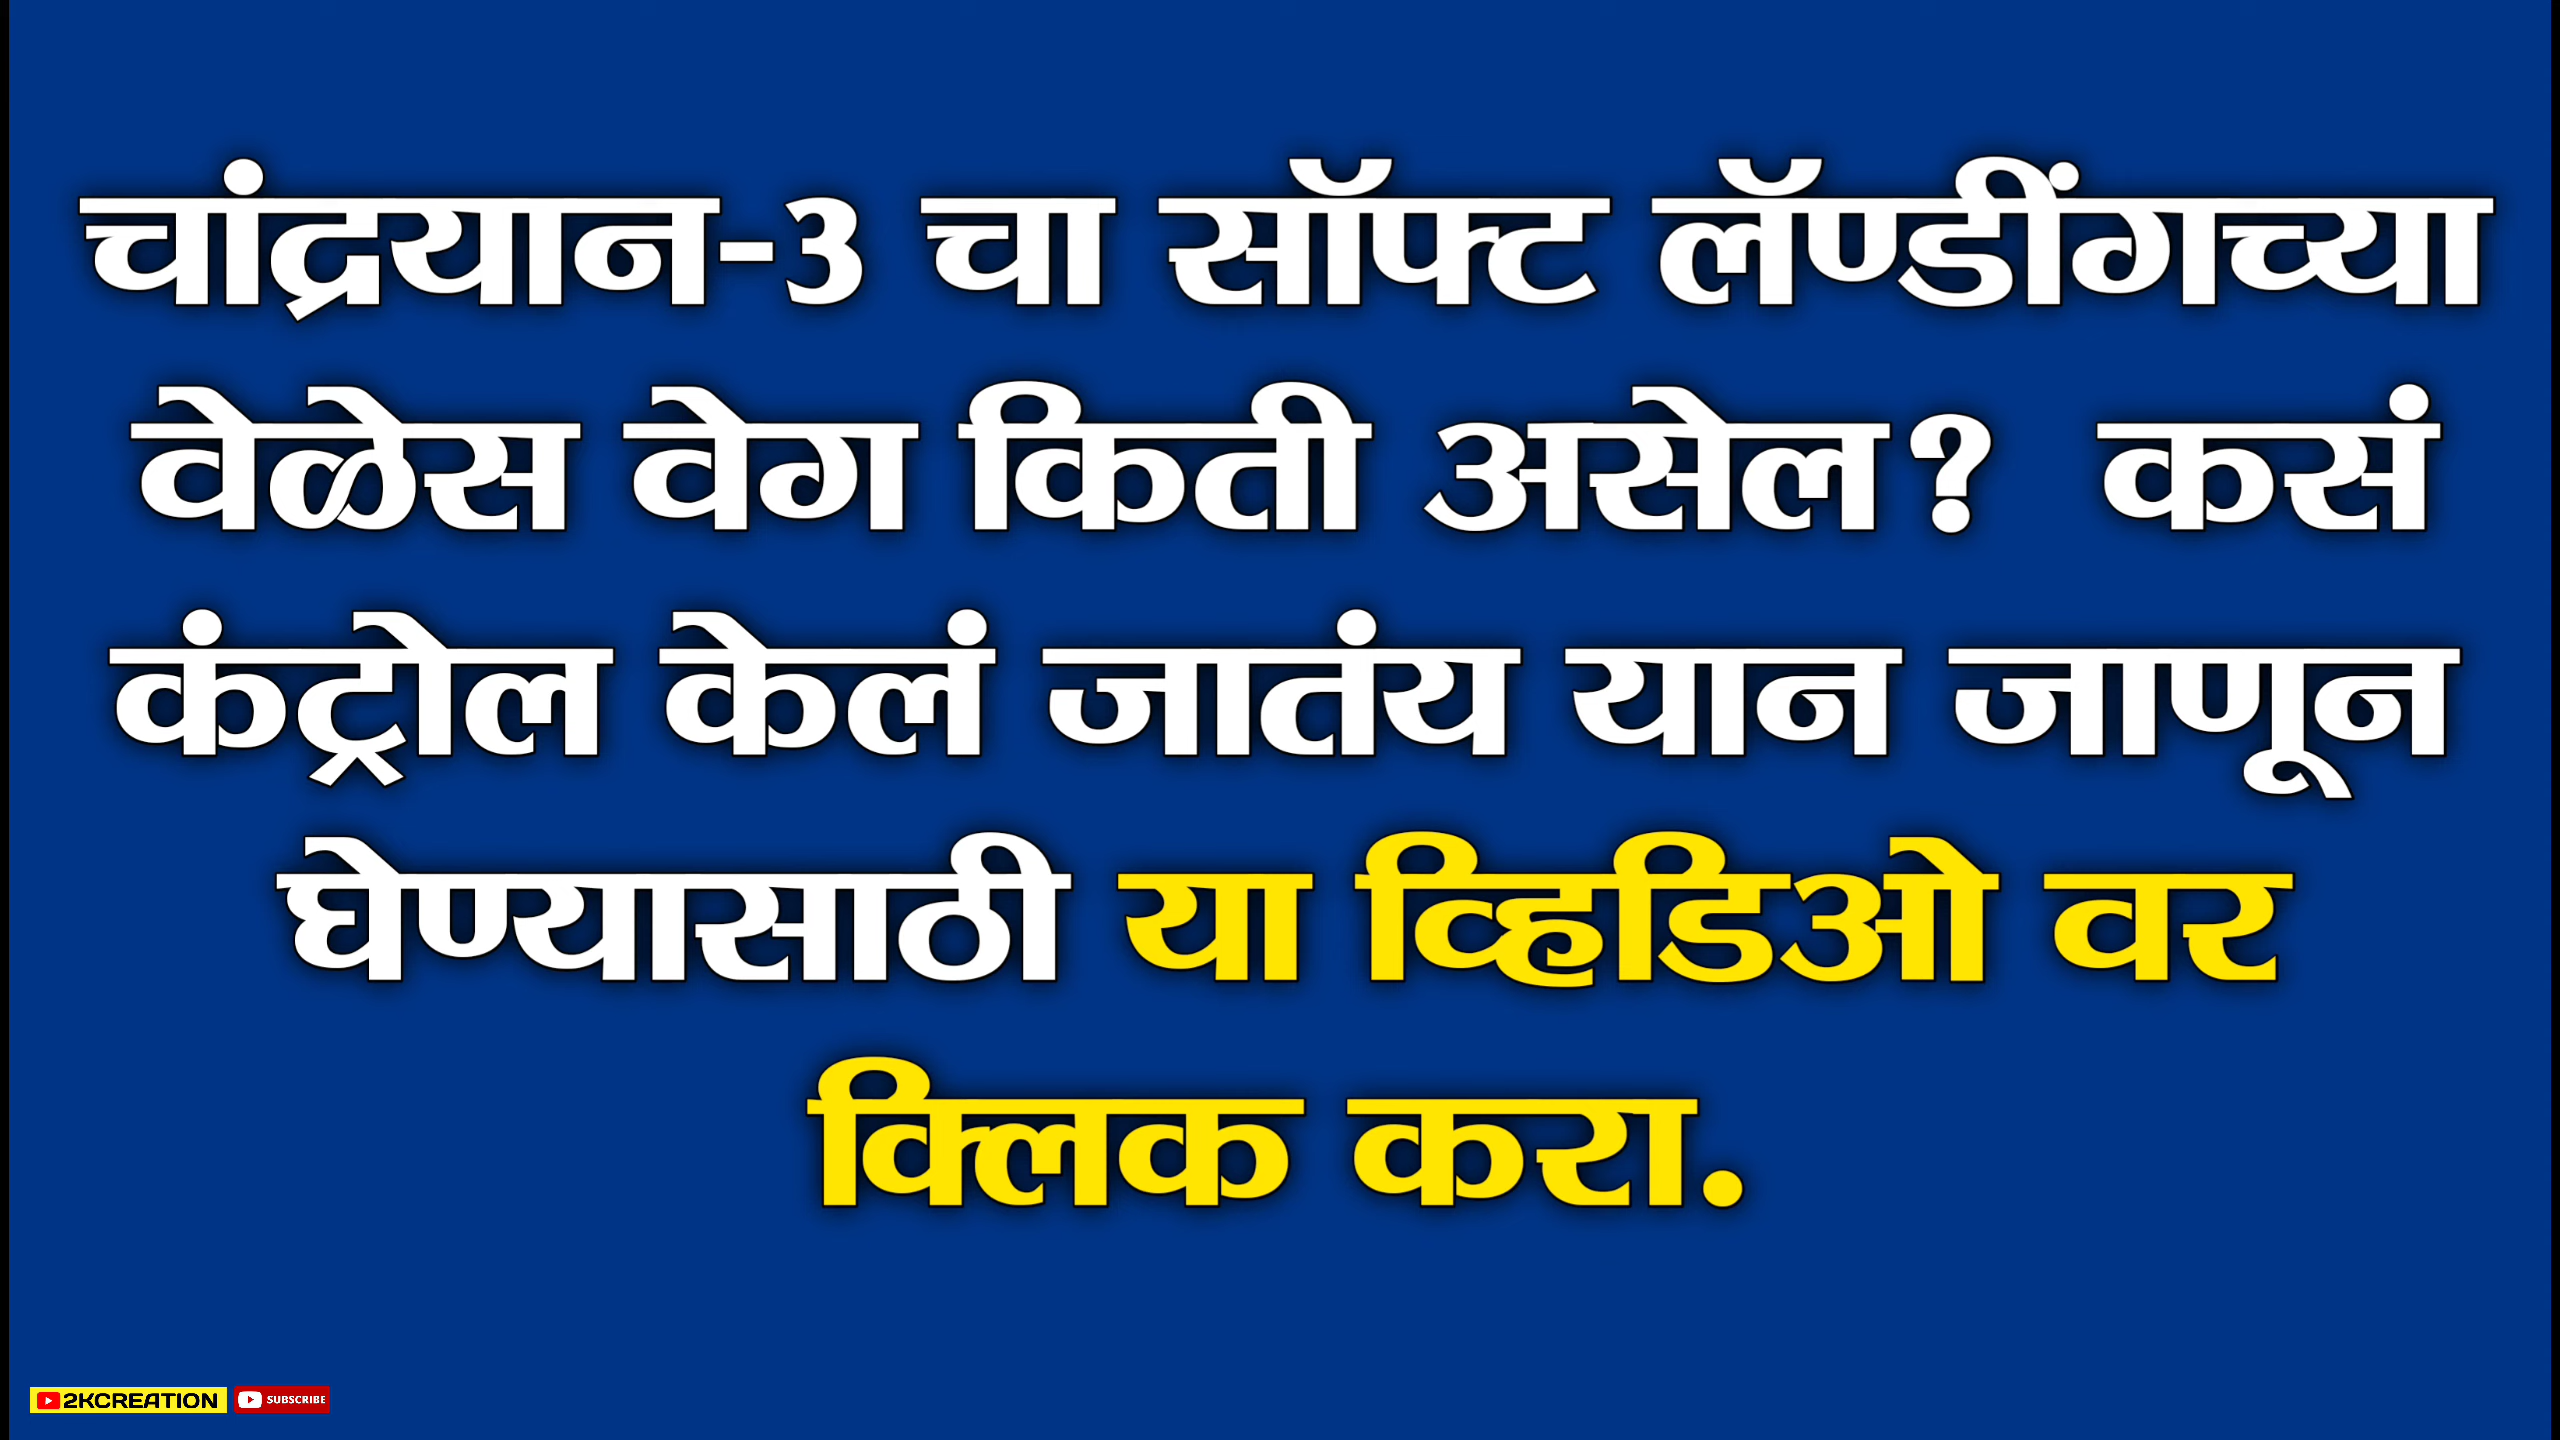 चांद्रयान-3 चा सॉफ्ट लॅण्डींगच्या
वेळेस वेग किती असेल? कसं
कंट्रोल केलं जातंय यान जाणून
घेण्यासाठी या व्हिडिओ वर
क्लिक करा.
2KCREATION SUBSCRIBE